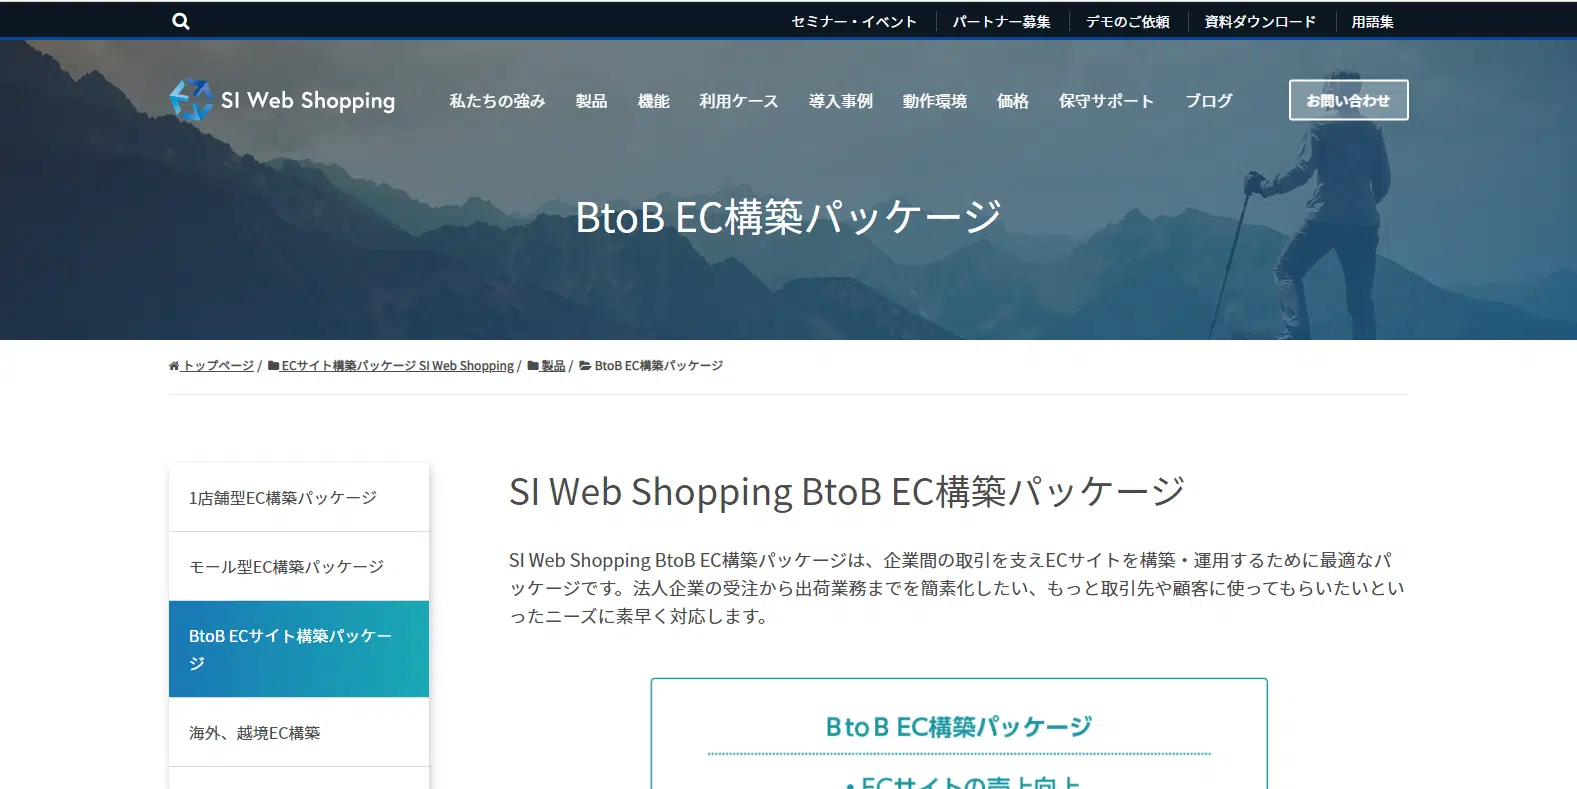 セミナー・イベント
パートナー募集
デモのご依頼
資料ダウンロード
用語集
SI Web Shopping
私たちの強み
製品
機能
利用ケース
導入事例
動作環境
価格
保守サポート
ブログ
お問い合わせ
BtoB EC構築パッケージ
トップページ / ECサイト構築パッケージ SI Web Shopping / 製品 / BtoB EC構築パッケージ
1店舗型EC構築パッケージ
モール型EC構築パッケージ
BtoB ECサイト構築パッケー
ジ
海外、越境EC構築
SI Web Shopping BtoB EC構築パッケージ
SI Web Shopping BtoB EC構築パッケージは、企業間の取引を支えECサイトを構築・運用するために最適なパ
ッケージです。法人企業の受注から出荷業務までを簡素化したい、もっと取引先や顧客に使ってもらいたいとい
ったニーズに素早く対応します。
BtoB EC構築パッケージ
・ECサイトの売上向上